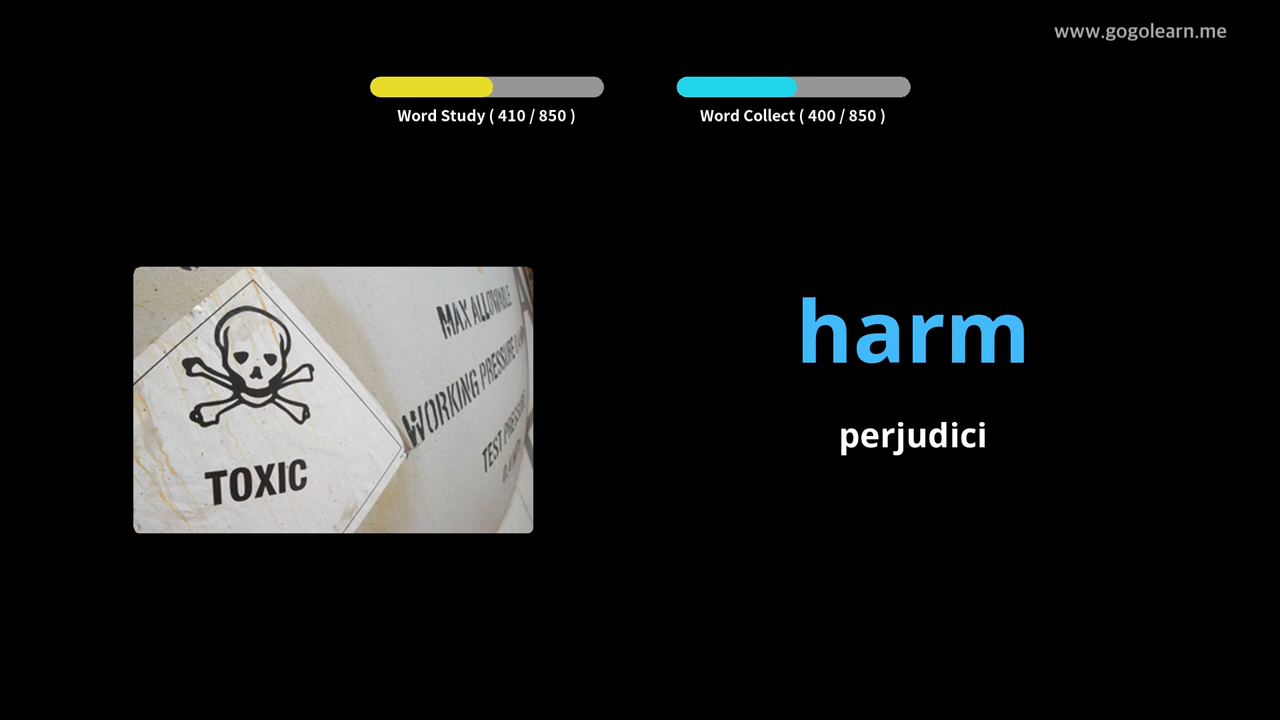 www.gogolearn.me
Word Study ( 410 / 850 )
Word Collect ( 400 / 850 )
MAX ALLOWABLE
WORKING PRESSURE
TEST PRESSURE
TOXIC
harm
perjudici